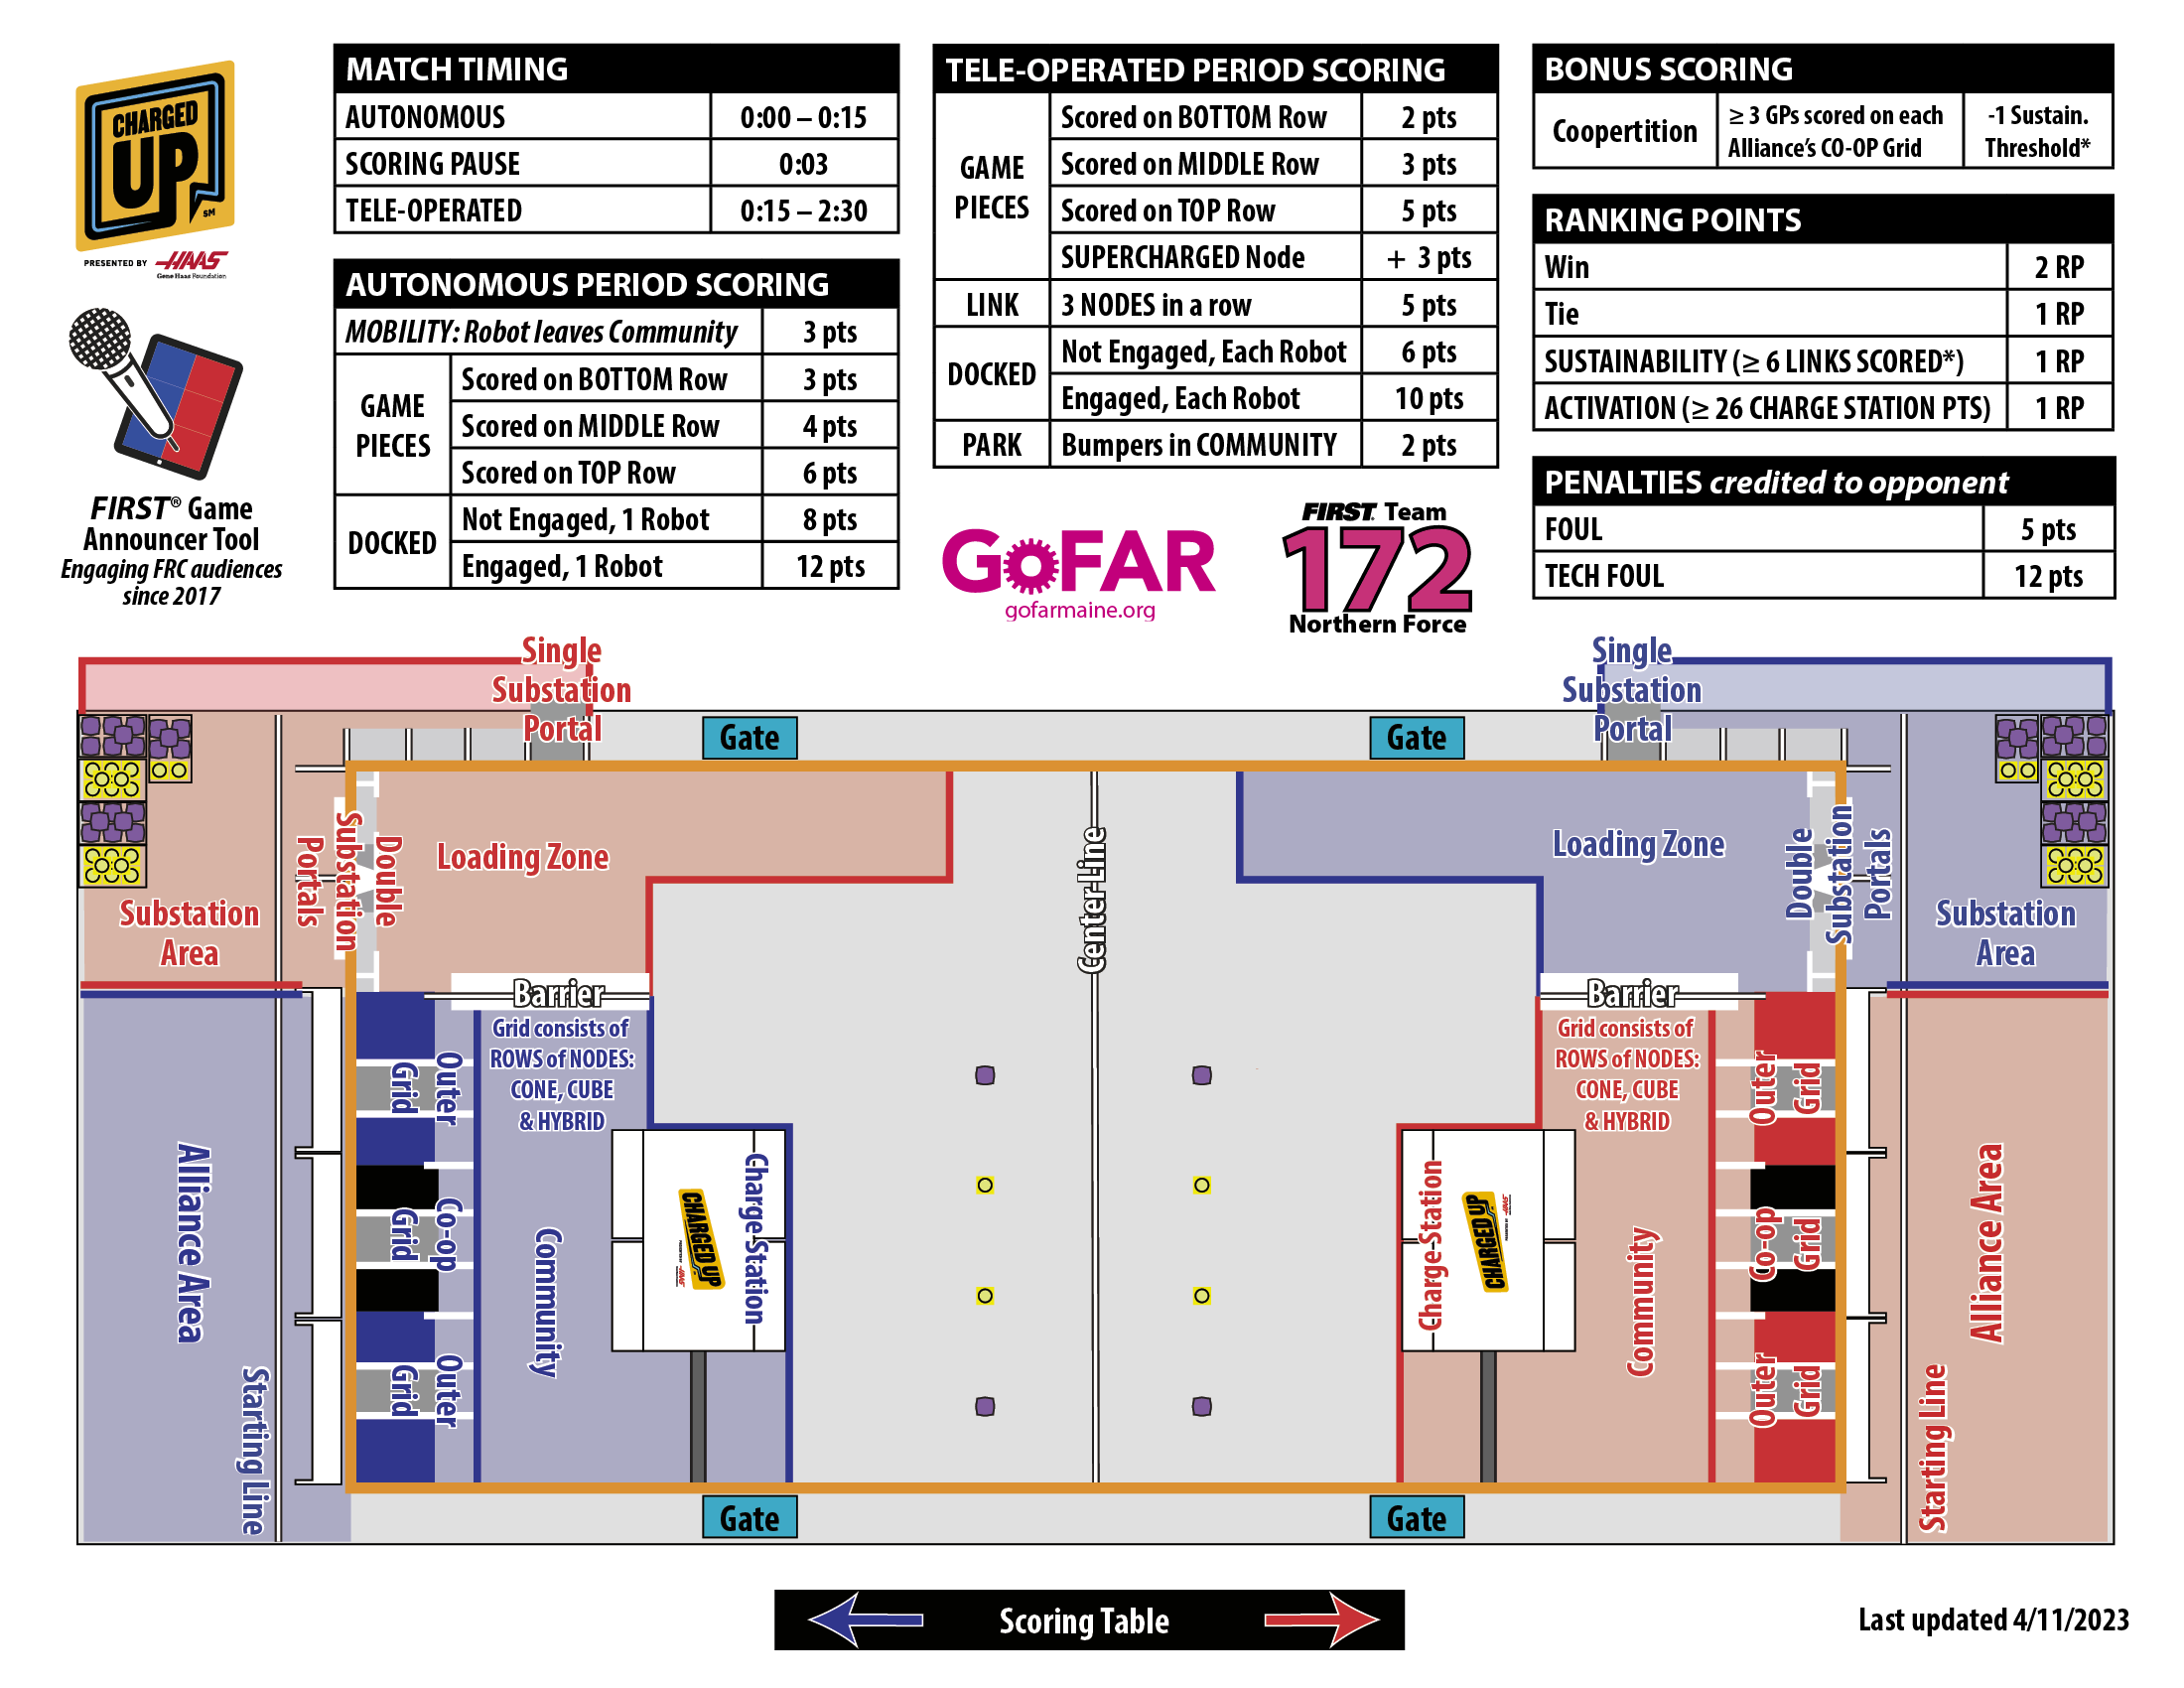 CHARGED
UP
SM
PRESENTED BY HAAS
Gene Haas Foundation
FIRST® Game
Announcer Tool
Engaging FRC audiences
since 2017
MATCH TIMING
AUTONOMOUS 0:00 – 0:15
SCORING PAUSE 0:03
TELE-OPERATED 0:15 – 2:30
AUTONOMOUS PERIOD SCORING
MOBILITY: Robot leaves Community 3 pts
GAME PIECES
Scored on BOTTOM Row 3 pts
Scored on MIDDLE Row 4 pts
Scored on TOP Row 6 pts
DOCKED
Not Engaged, 1 Robot 8 pts
Engaged, 1 Robot 12 pts
TELE-OPERATED PERIOD SCORING
GAME PIECES
Scored on BOTTOM Row 2 pts
Scored on MIDDLE Row 3 pts
Scored on TOP Row 5 pts
SUPERCHARGED Node + 3 pts
LINK 3 NODES in a row 5 pts
DOCKED
Not Engaged, Each Robot 6 pts
Engaged, Each Robot 10 pts
PARK Bumpers in COMMUNITY 2 pts
GoFAR
gofarmaine.org
FIRST Team
172
Northern Force
BONUS SCORING
Coopertition
≥ 3 GPs scored on each
Alliance's CO-OP Grid
-1 Sustain.
Threshold*
RANKING POINTS
Win 2 RP
Tie 1 RP
SUSTAINABILITY (≥ 6 LINKS SCORED*) 1 RP
ACTIVATION (≥ 26 CHARGE STATION PTS) 1 RP
PENALTIES credited to opponent
FOUL 5 pts
TECH FOUL 12 pts
Single
Substation
Portal
Gate
Gate
Single
Substation
Portal
Substation
Area
Double
Substation
Portals
Loading Zone
Center Line
Loading Zone
Double
Substation
Portals
Substation
Area
Barrier
Grid consists of
ROWS of NODES:
CONE, CUBE
& HYBRID
Barrier
Grid consists of
ROWS of NODES:
CONE, CUBE
& HYBRID
Alliance Area
Starting Line
Outer
Grid
Co-op
Grid
Outer
Grid
Community
Charge Station
CHARGED UP
Charge Station
CHARGED UP
Community
Outer
Grid
Co-op
Grid
Outer
Grid
Alliance Area
Starting Line
Gate
Gate
Scoring Table
Last updated 4/11/2023